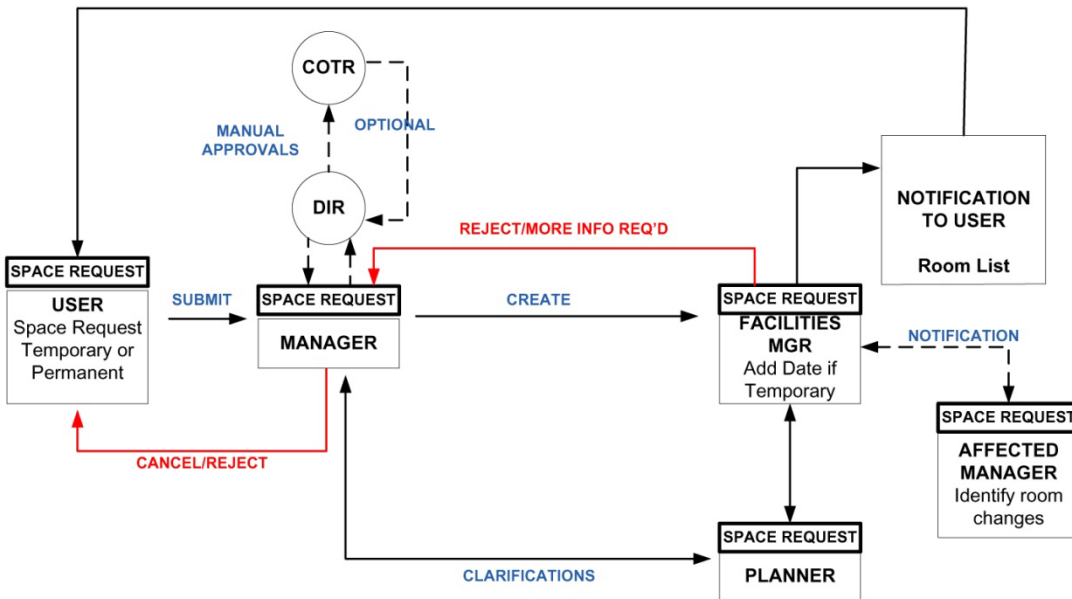 COTR
MANUAL
APPROVALS
OPTIONAL
DIR
NOTIFICATION
TO USER
Room List
REJECT/MORE INFO REQ'D
SPACE REQUEST
USER
Space Request
Temporary or
Permanent
SUBMIT
SPACE REQUEST
MANAGER
CREATE
SPACE REQUEST
FACILITIES
MGR
Add Date if
Temporary
NOTIFICATION
SPACE REQUEST
AFFECTED
MANAGER
Identify room
changes
CANCEL/REJECT
CLARIFICATIONS
SPACE REQUEST
PLANNER